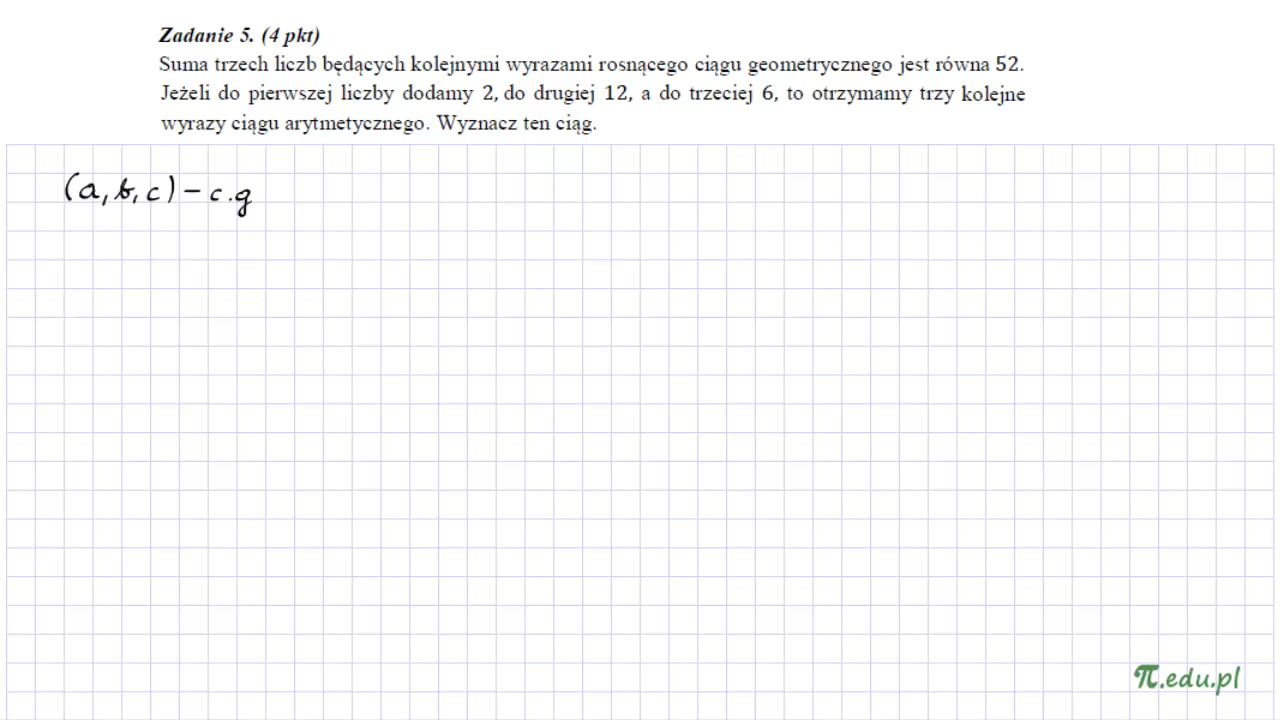 Zadanie 5. (4 pkt)
Suma trzech liczb będących kolejnymi wyrazami rosnącego ciągu geometrycznego jest równa 52.
Jeżeli do pierwszej liczby dodamy 2, do drugiej 12, a do trzeciej 6, to otrzymamy trzy kolejne
wyrazy ciągu arytmetycznego. Wyznacz ten ciąg.
(a, b, c) – c.g
π.edu.pl